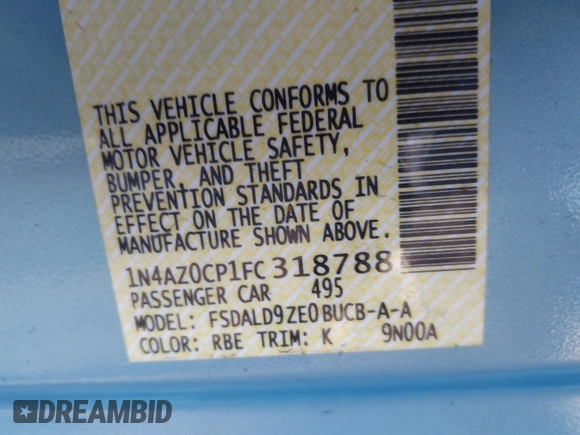 THIS VEHICLE CONFORMS TO
ALL APPLICABLE FEDERAL
MOTOR VEHICLE SAFETY,
BUMPER, AND THEFT
PREVENTION STANDARDS IN
EFFECT ON THE DATE OF
MANUFACTURE SHOWN ABOVE.
1N4AZ0CP1FC318788
PASSENGER CAR 495
MODEL: FSDALD9ZE0BUCB-A-A
COLOR: RBE TRIM: K 9N00A
DREAMBID